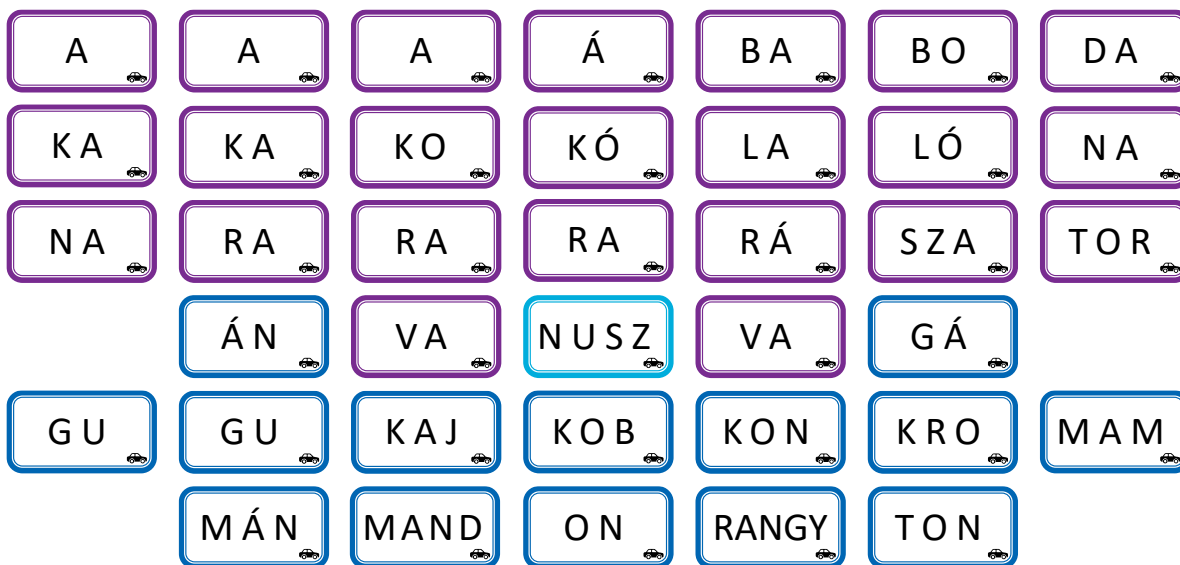 A A A Á BA BO DA
KA KA KO KÓ LA LÓ NA
NA RA RA RA RÁ SZA TOR
ÁN VA NUSZ VA GÁ
GU GU KAJ KOB KON KRO MAM
MÁN MAND ON RANGY TON